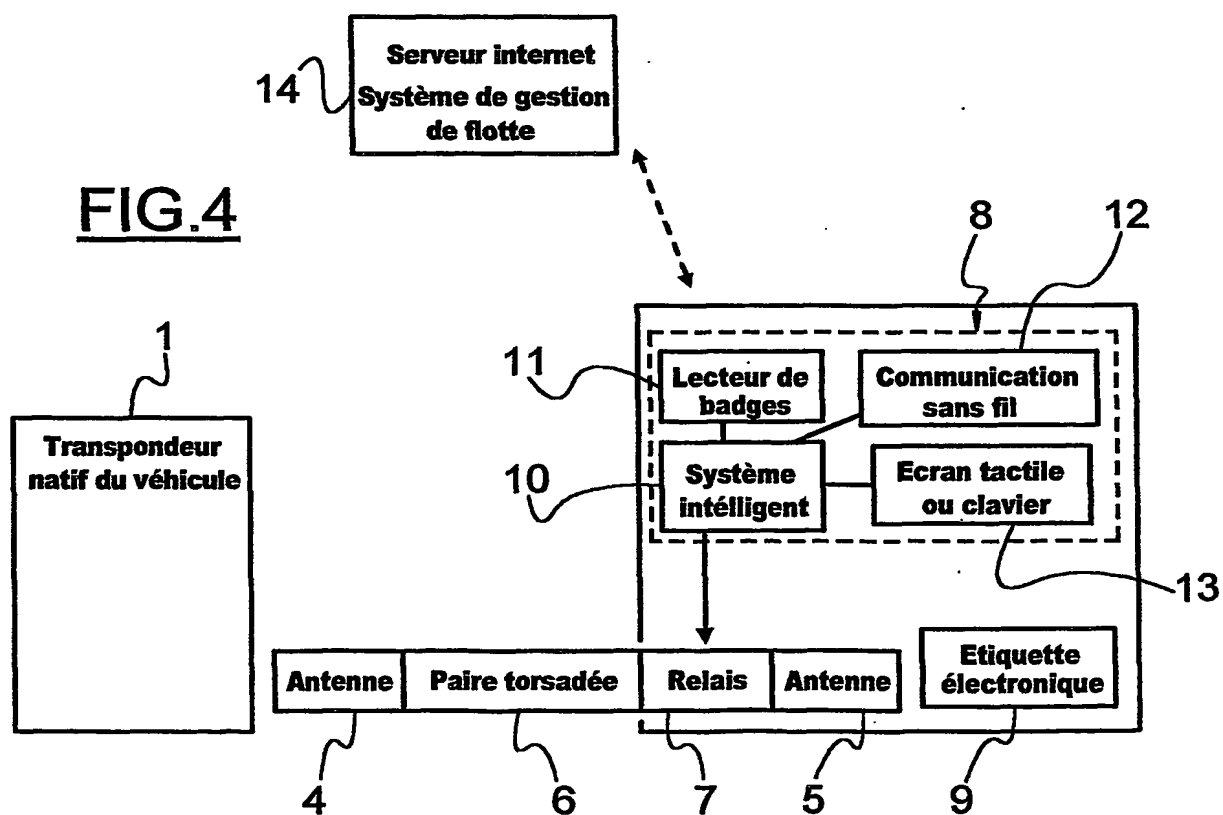 Serveur internet
Système de gestion
de flotte
14
FIG.4
8
12
1
11
Lecteur de
badges
Communication
sans fil
Transpondeur
natif du véhicule
10
Système
intélligent
Ecran tactile
ou clavier
13
Antenne
Paire torsadée
Relais
Antenne
Etiquette
électronique
4
6
7
5
9